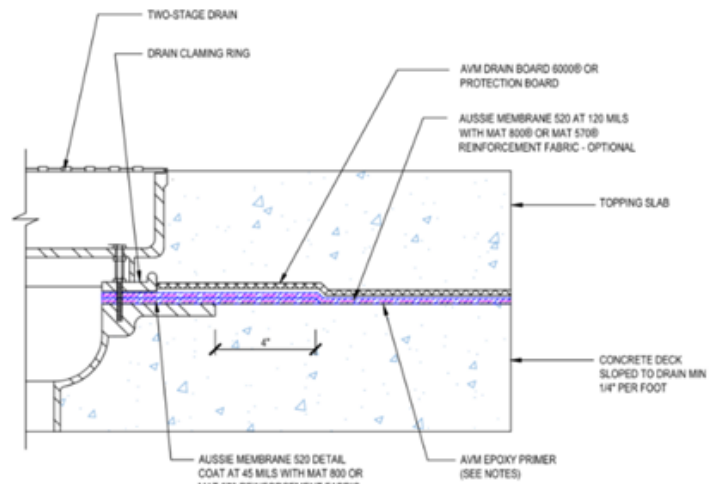 TWO-STAGE DRAIN
DRAIN CLAMING RING
AVM DRAIN BOARD 6000® OR
PROTECTION BOARD
AUSSIE MEMBRANE 520 AT 120 MILS
WITH MAT 800® OR MAT 570®
REINFORCEMENT FABRIC - OPTIONAL
TOPPING SLAB
4"
CONCRETE DECK
SLOPED TO DRAIN MIN
1/4" PER FOOT
AUSSIE MEMBRANE 520 DETAIL
COAT AT 45 MILS WITH MAT 800 OR
AVM EPOXY PRIMER
(SEE NOTES)